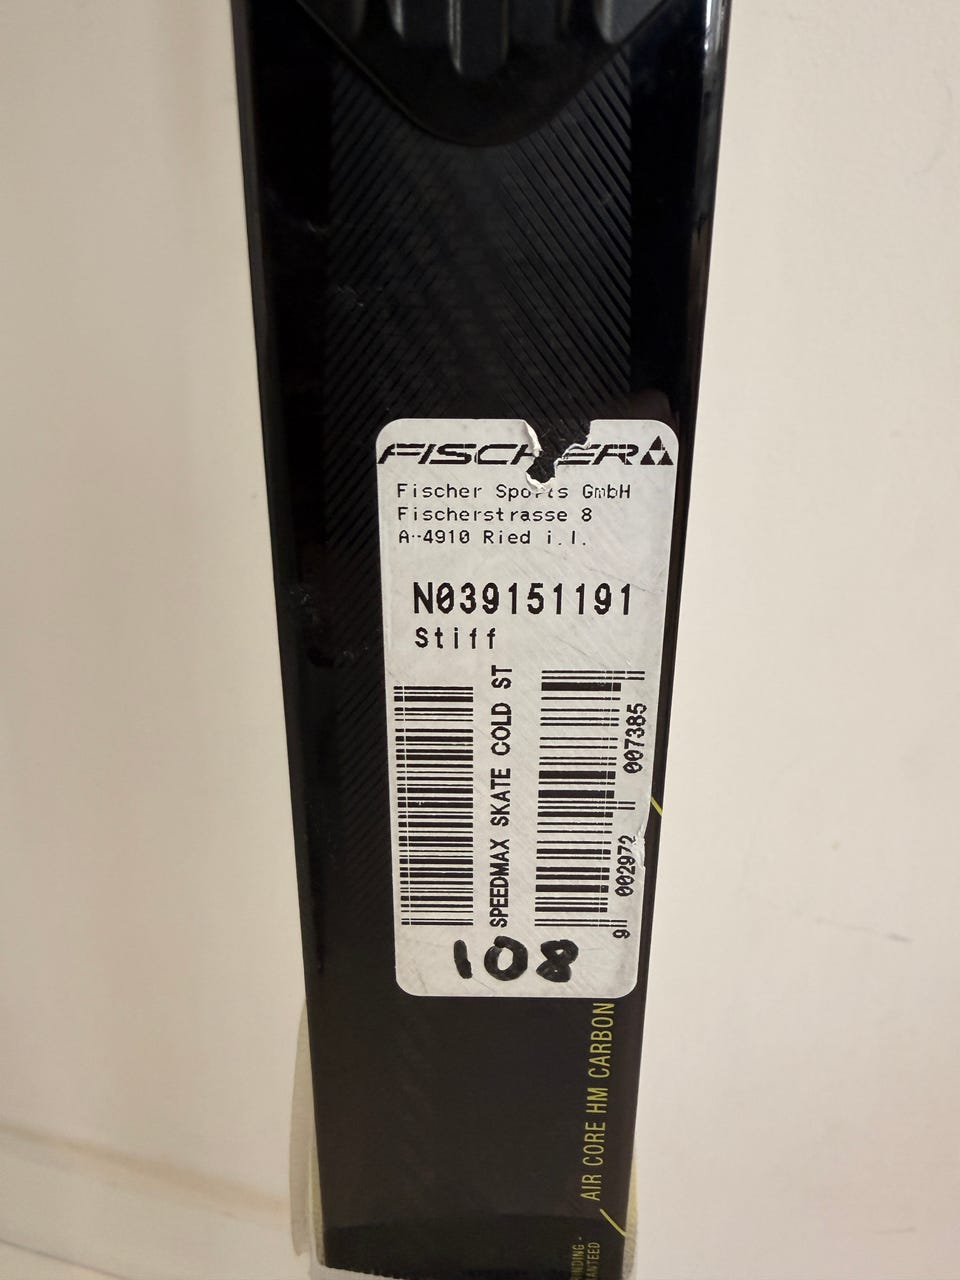 FISCHER
Fischer Sports GmbH
Fischerstrasse 8
A-4910 Ried i.I.
N039151191
Stiff
SPEEDMAX SKATE COLD ST
9 002972 007385
108
AIR CORE HM CARBON